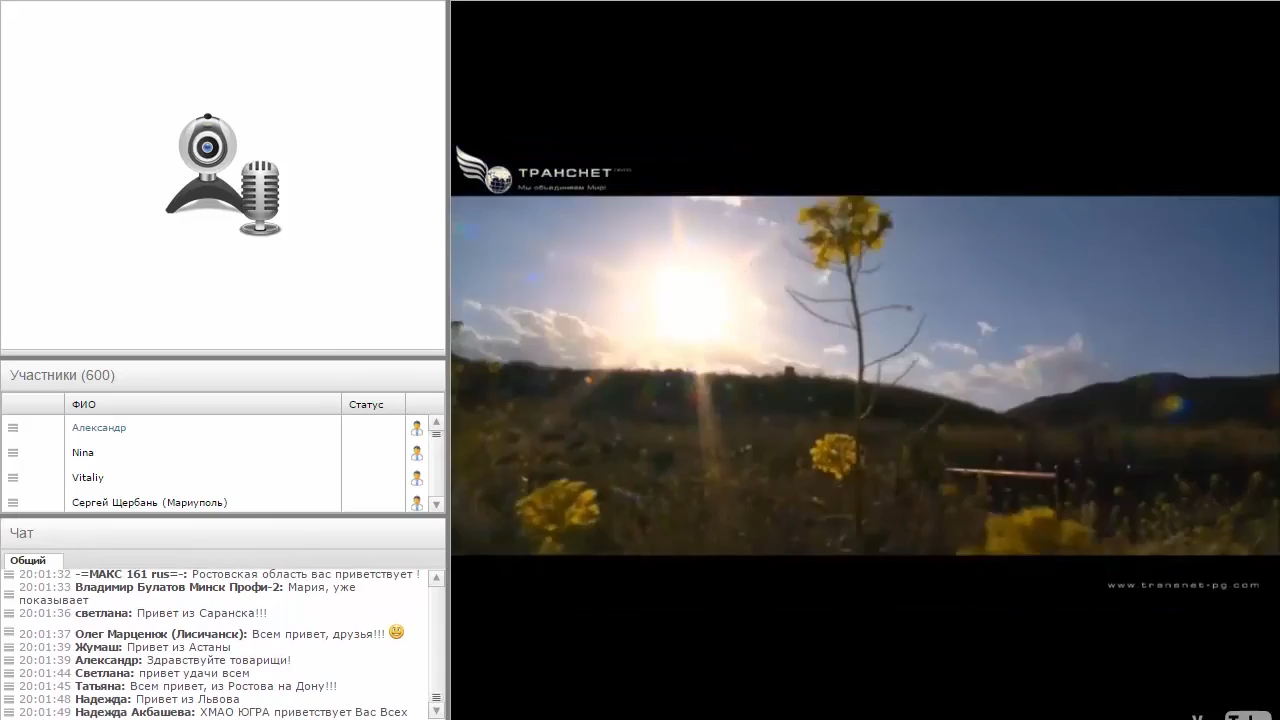 ТРАНСНЕТ
Мы объединяем Мир!
Участники (600)
ФИО
Статус
Александр
Nina
Vitaliy
Сергей Щербань (Мариуполь)
Чат
Общий
20:01:32 -=МАКС 161 rus=-: Ростовская область вас приветствует !
20:01:33 Владимир Булатов Минск Профи-2: Мария, уже
показывает
20:01:36 светлана: Привет из Саранска!!!
20:01:37 Олег Марценюк (Лисичанск): Всем привет, друзья!!!
20:01:39 Жумаш: Привет из Астаны
20:01:39 Александр: Здравствуйте товарищи!
20:01:44 Светлана: привет удачи всем
20:01:45 Татьяна: Всем привет, из Ростова на Дону!!!
20:01:48 Надежда: Привет из Львова
20:01:49 Надежда Акбашева: ХМАО ЮГРА приветствует Вас Всех
www.transnet-pg.com